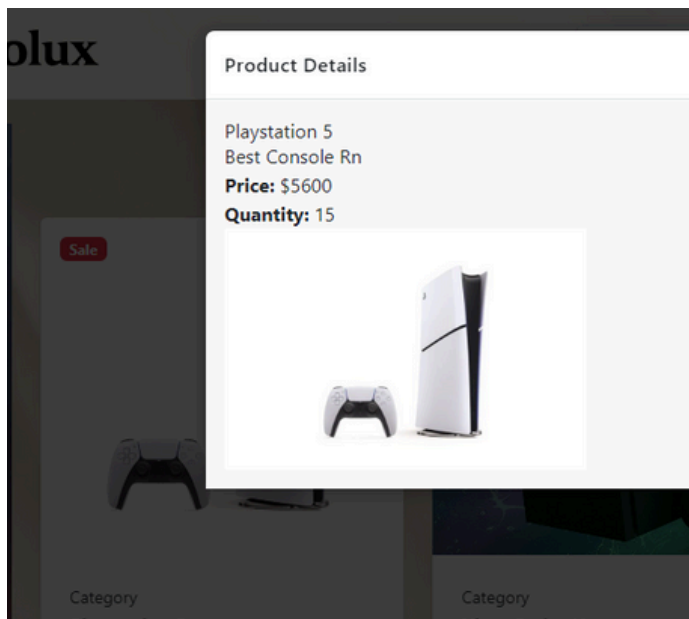 olux
Product Details
Playstation 5
Best Console Rn
Price: $5600
Quantity: 15
Sale
Category
Category